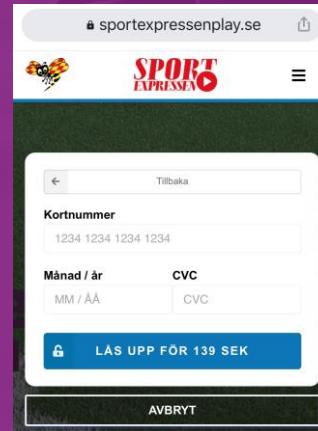 sportexpressenplay.se
SPORT
EXPRESSEN
Tillbaka
Kortnummer
1234 1234 1234 1234
Månad / år CVC
MM / ÅÅ CVC
LÅS UPP FÖR 139 SEK
AVBRYT